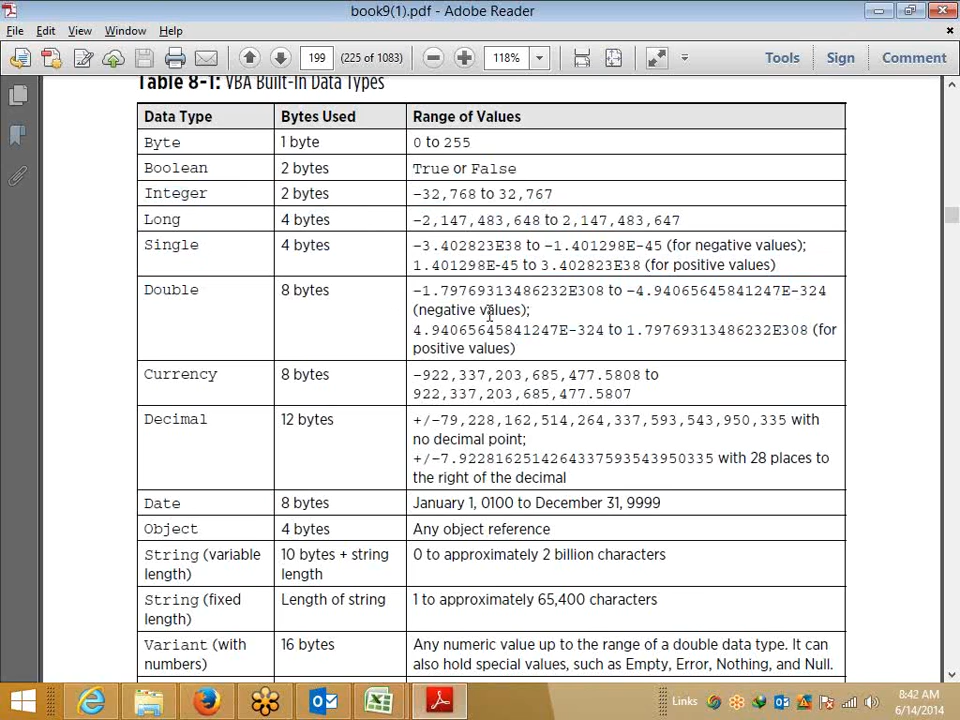 book9(1).pdf - Adobe Reader
File Edit View Window Help
199 (225 of 1083) 118% Tools Sign Comment
Table 8-1: VBA Built-In Data Types
Data Type Bytes Used Range of Values
Byte 1 byte 0 to 255
Boolean 2 bytes True or False
Integer 2 bytes -32,768 to 32,767
Long 4 bytes -2,147,483,648 to 2,147,483,647
Single 4 bytes -3.402823E38 to -1.401298E-45 (for negative values);
1.401298E-45 to 3.402823E38 (for positive values)
Double 8 bytes -1.79769313486232E308 to -4.94065645841247E-324
(negative values);
4.94065645841247E-324 to 1.79769313486232E308 (for
positive values)
Currency 8 bytes -922,337,203,685,477.5808 to
922,337,203,685,477.5807
Decimal 12 bytes +/-79,228,162,514,264,337,593,543,950,335 with
no decimal point;
+/-7.9228162514264337593543950335 with 28 places to
the right of the decimal
Date 8 bytes January 1, 0100 to December 31, 9999
Object 4 bytes Any object reference
String (variable 10 bytes + string 0 to approximately 2 billion characters
length) length
String (fixed Length of string 1 to approximately 65,400 characters
length)
Variant (with 16 bytes Any numeric value up to the range of a double data type. It can
numbers) also hold special values, such as Empty, Error, Nothing, and Null.
Links 8:42 AM
6/14/2014